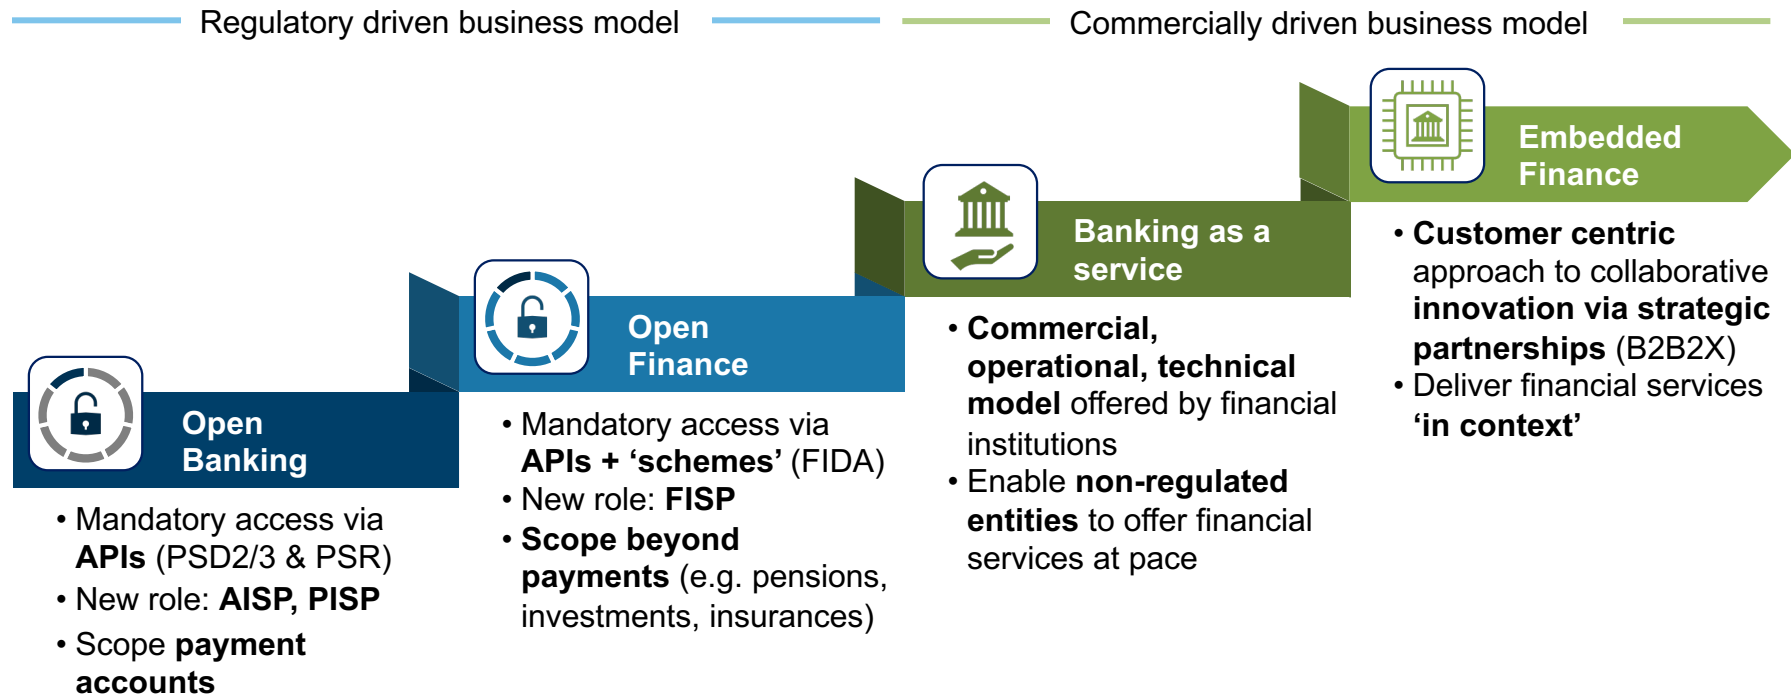 Regulatory driven business model
Commercially driven business model
Open
Banking
• Mandatory access via
APIs (PSD2/3 & PSR)
• New role: AISP, PISP
• Scope payment
accounts
Open
Finance
• Mandatory access via
APIs + ‘schemes’ (FIDA)
• New role: FISP
• Scope beyond
payments (e.g. pensions,
investments, insurances)
Banking as a
service
• Commercial,
operational, technical
model offered by financial
institutions
• Enable non-regulated
entities to offer financial
services at pace
Embedded
Finance
• Customer centric
approach to collaborative
innovation via strategic
partnerships (B2B2X)
• Deliver financial services
‘in context’